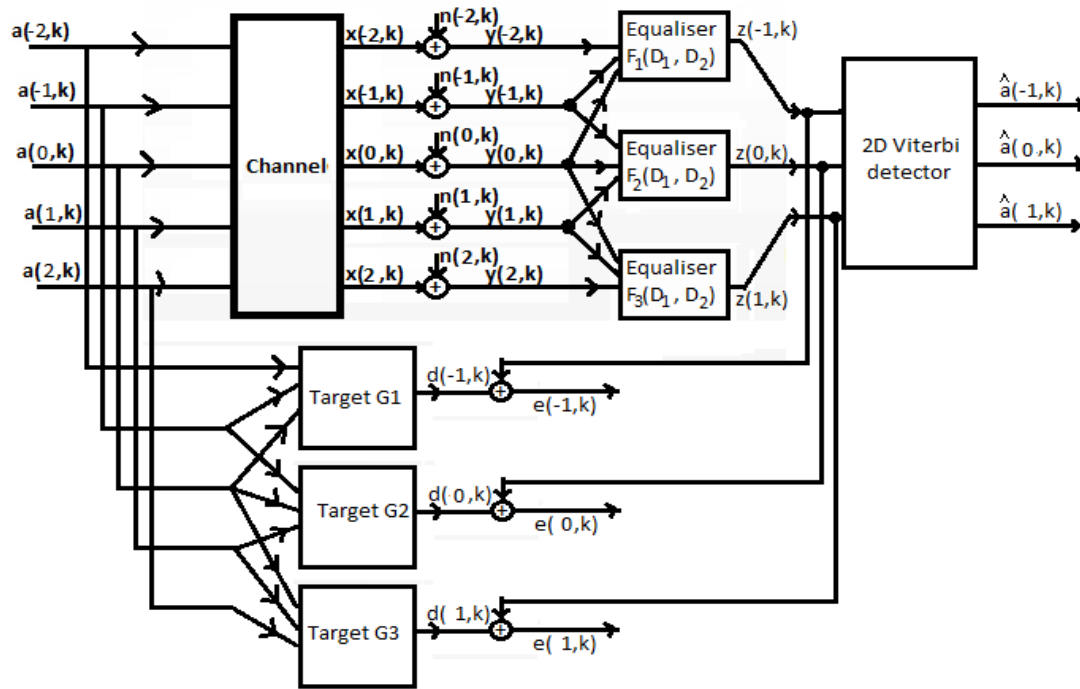 a(-2,k)
x(-2,k)
n(-2,k)
y(-2,k)
Equaliser
F₁(D₁, D₂)
z(-1,k)
a(-1,k)
x(-1,k)
n(-1,k)
y(-1,k)
â(-1,k)
a(0,k)
Channel
x(0,k)
n(0,k)
y(0,k)
Equaliser
F₂(D₁, D₂)
z(0,k)
2D Viterbi
detector
â(0,k)
a(1,k)
x(1,k)
n(1,k)
y(1,k)
â( 1,k)
a(2,k)
x(2,k)
n(2,k)
y(2,k)
Equaliser
F₃(D₁, D₂)
z(1,k)
Target G1
d(-1,k)
e(-1,k)
Target G2
d( 0,k)
e( 0,k)
Target G3
d( 1,k)
e( 1,k)
+
+
+
+
+
+
+
+